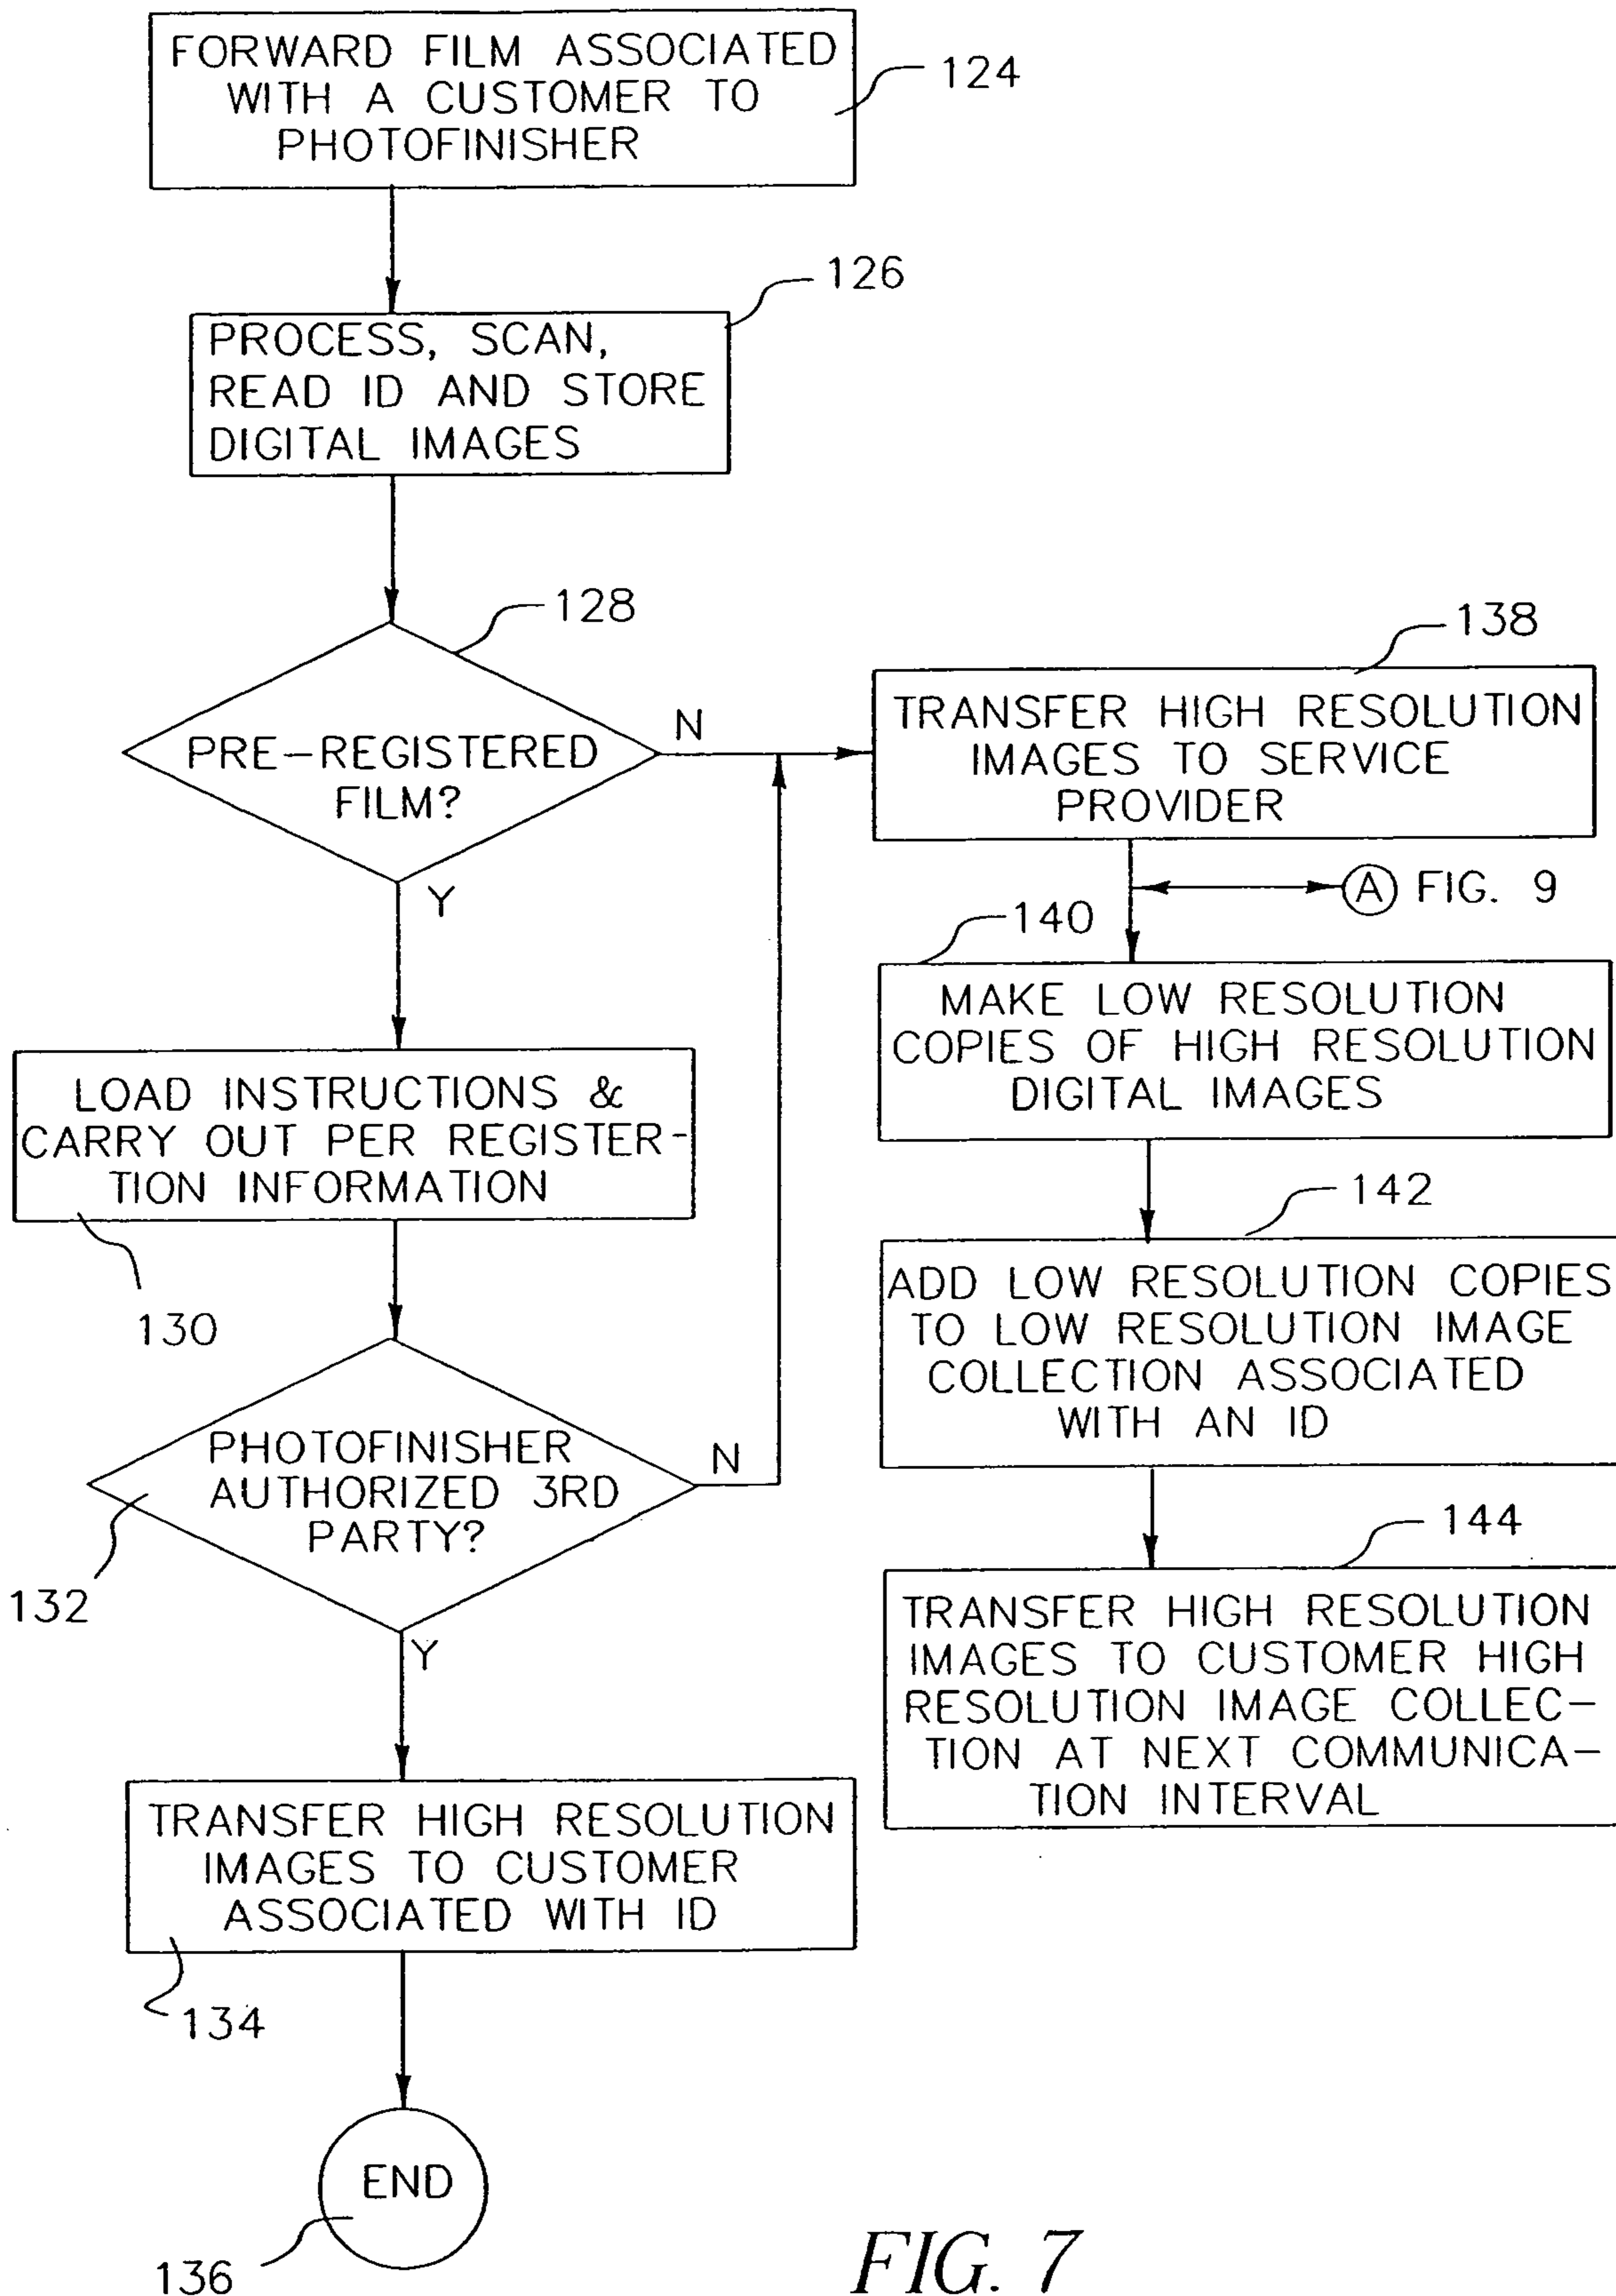 FORWARD FILM ASSOCIATED
WITH A CUSTOMER TO
PHOTOFINISHER
124
PROCESS, SCAN,
READ ID AND STORE
DIGITAL IMAGES
126
PRE-REGISTERED
FILM?
128
N
Y
LOAD INSTRUCTIONS &
CARRY OUT PER REGISTER-
TION INFORMATION
130
PHOTOFINISHER
AUTHORIZED 3RD
PARTY?
132
N
Y
TRANSFER HIGH RESOLUTION
IMAGES TO CUSTOMER
ASSOCIATED WITH ID
134
END
136
138
TRANSFER HIGH RESOLUTION
IMAGES TO SERVICE
PROVIDER
A FIG. 9
140
MAKE LOW RESOLUTION
COPIES OF HIGH RESOLUTION
DIGITAL IMAGES
142
ADD LOW RESOLUTION COPIES
TO LOW RESOLUTION IMAGE
COLLECTION ASSOCIATED
WITH AN ID
144
TRANSFER HIGH RESOLUTION
IMAGES TO CUSTOMER HIGH
RESOLUTION IMAGE COLLEC-
TION AT NEXT COMMUNICA-
TION INTERVAL
FIG. 7